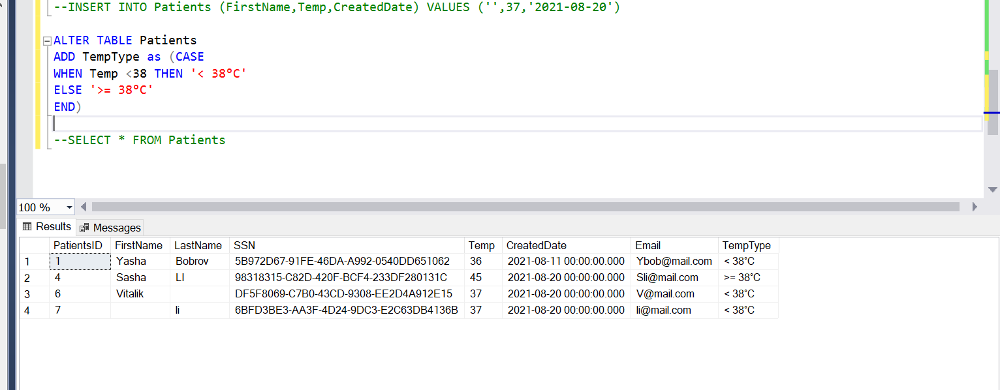 --INSERT INTO Patients (FirstName,Temp,CreatedDate) VALUES ('',37,'2021-08-20')
ALTER TABLE Patients
ADD TempType as (CASE
WHEN Temp <38 THEN '< 38°C'
ELSE '>= 38°C'
END)
--SELECT * FROM Patients
100 %
Results Messages
PatientsID FirstName LastName SSN Temp CreatedDate Email TempType
1 1 Yasha Bobrov 5B972D67-91FE-46DA-A992-0540DD651062 36 2021-08-11 00:00:00.000 Ybob@mail.com < 38°C
2 4 Sasha LI 98318315-C82D-420F-BCF4-233DF280131C 45 2021-08-20 00:00:00.000 Sli@mail.com >= 38°C
3 6 Vitalik DF5F8069-C7B0-43CD-9308-EE2D4A912E15 37 2021-08-20 00:00:00.000 V@mail.com < 38°C
4 7 li 6BFD3BE3-AA3F-4D24-9DC3-E2C63DB4136B 37 2021-08-20 00:00:00.000 li@mail.com < 38°C